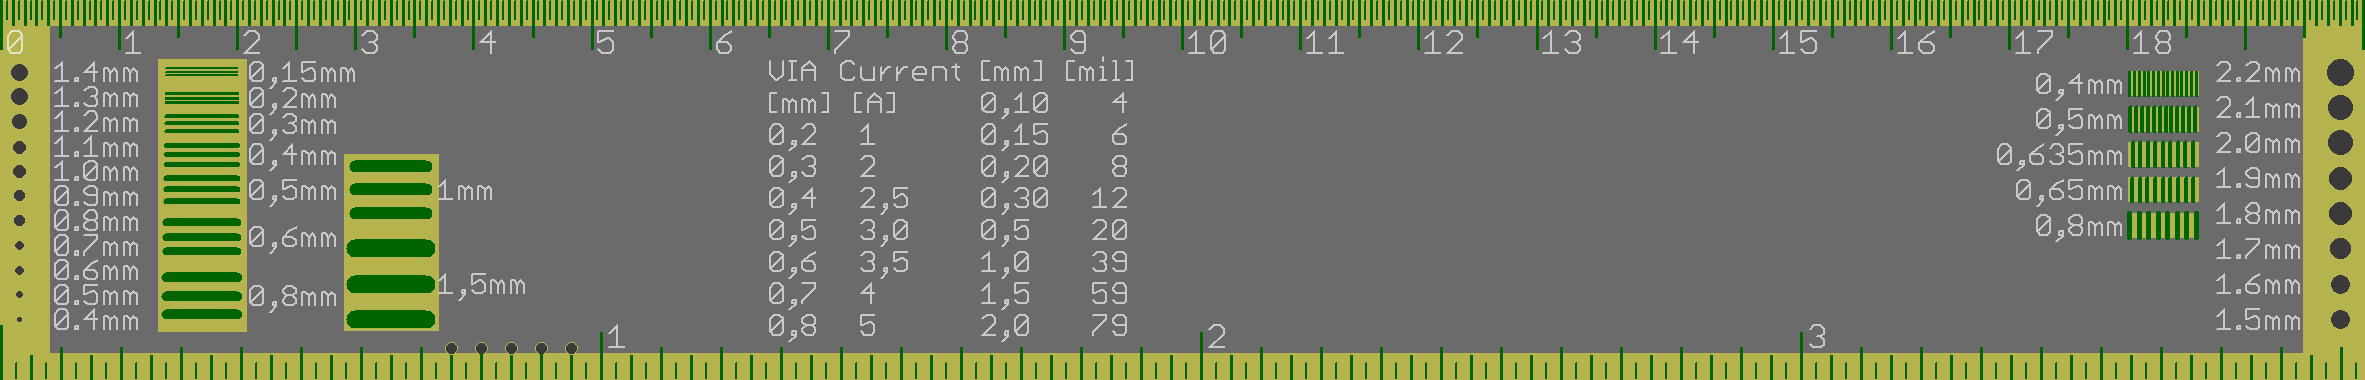 0 1 2 3 4 5 6 7 8 9 10 11 12 13 14 15 16 17 18
1.4mm 0,15mm
1.3mm 0,2mm
1.2mm 0,3mm
1.1mm 0,4mm
1.0mm
0.9mm 0,5mm 1mm
0.8mm
0.7mm 0,6mm
0.6mm
0.5mm 0,8mm 1,5mm
0.4mm
VIA Current [mm] [mil]
[mm] [A] 0,10 4
0,2 1 0,15 6
0,3 2 0,20 8
0,4 2,5 0,30 12
0,5 3,0 0,5 20
0,6 3,5 1,0 39
0,7 4 1,5 59
0,8 5 2,0 79
0,4mm 2.2mm
0,5mm 2.1mm
0,635mm 2.0mm
0,65mm 1.9mm
0,8mm 1.8mm
1.7mm
1.6mm
1.5mm
1 2 3